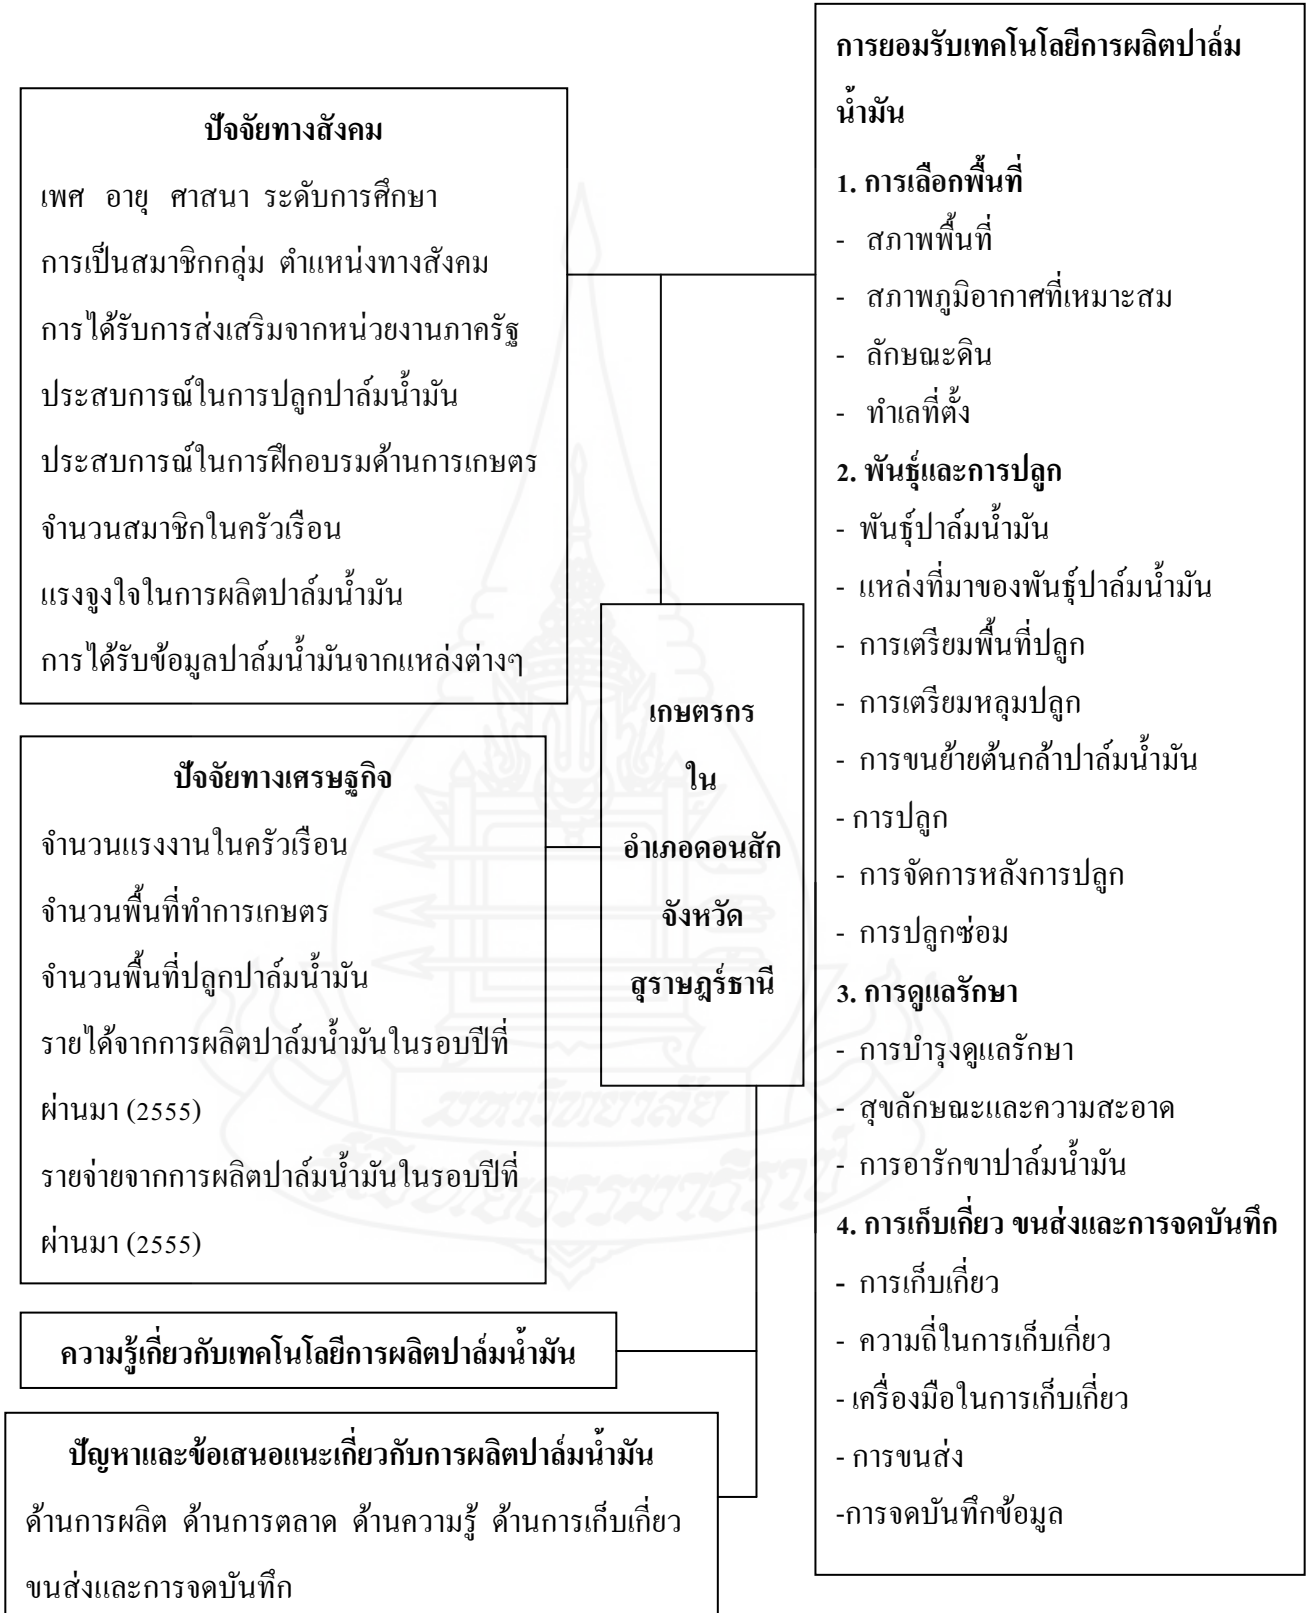 ปัจจัยทางสังคม
เพศ อายุ ศาสนา ระดับการศึกษา
การเป็นสมาชิกกลุ่ม ตำแหน่งทางสังคม
การได้รับการส่งเสริมจากหน่วยงานภาครัฐ
ประสบการณ์ในการปลูกปาล์มน้ำมัน
ประสบการณ์ในการฝึกอบรมด้านการเกษตร
จำนวนสมาชิกในครัวเรือน
แรงจูงใจในการผลิตปาล์มน้ำมัน
การได้รับข้อมูลปาล์มน้ำมันจากแหล่งต่างๆ
ปัจจัยทางเศรษฐกิจ
จำนวนแรงงานในครัวเรือน
จำนวนพื้นที่ทำการเกษตร
จำนวนพื้นที่ปลูกปาล์มน้ำมัน
รายได้จากการผลิตปาล์มน้ำมันในรอบปีที่
ผ่านมา (2555)
รายจ่ายจากการผลิตปาล์มน้ำมันในรอบปีที่
ผ่านมา (2555)
ความรู้เกี่ยวกับเทคโนโลยีการผลิตปาล์มน้ำมัน
ปัญหาและข้อเสนอแนะเกี่ยวกับการผลิตปาล์มน้ำมัน
ด้านการผลิต ด้านการตลาด ด้านความรู้ ด้านการเก็บเกี่ยว
ขนส่งและการจดบันทึก
เกษตรกร
ใน
อำเภอดอนสัก
จังหวัด
สุราษฎร์ธานี
มหาวิทยาลัย
สุโขทัยธรรมาธิราช
การยอมรับเทคโนโลยีการผลิตปาล์ม
น้ำมัน
1. การเลือกพื้นที่
- สภาพพื้นที่
- สภาพภูมิอากาศที่เหมาะสม
- ลักษณะดิน
- ทำเลที่ตั้ง
2. พันธุ์และการปลูก
- พันธุ์ปาล์มน้ำมัน
- แหล่งที่มาของพันธุ์ปาล์มน้ำมัน
- การเตรียมพื้นที่ปลูก
- การเตรียมหลุมปลูก
- การขนย้ายต้นกล้าปาล์มน้ำมัน
- การปลูก
- การจัดการหลังการปลูก
- การปลูกซ่อม
3. การดูแลรักษา
- การบำรุงดูแลรักษา
- สุขลักษณะและความสะอาด
- การอารักขาปาล์มน้ำมัน
4. การเก็บเกี่ยว ขนส่งและการจดบันทึก
- การเก็บเกี่ยว
- ความถี่ในการเก็บเกี่ยว
- เครื่องมือในการเก็บเกี่ยว
- การขนส่ง
-การจดบันทึกข้อมูล